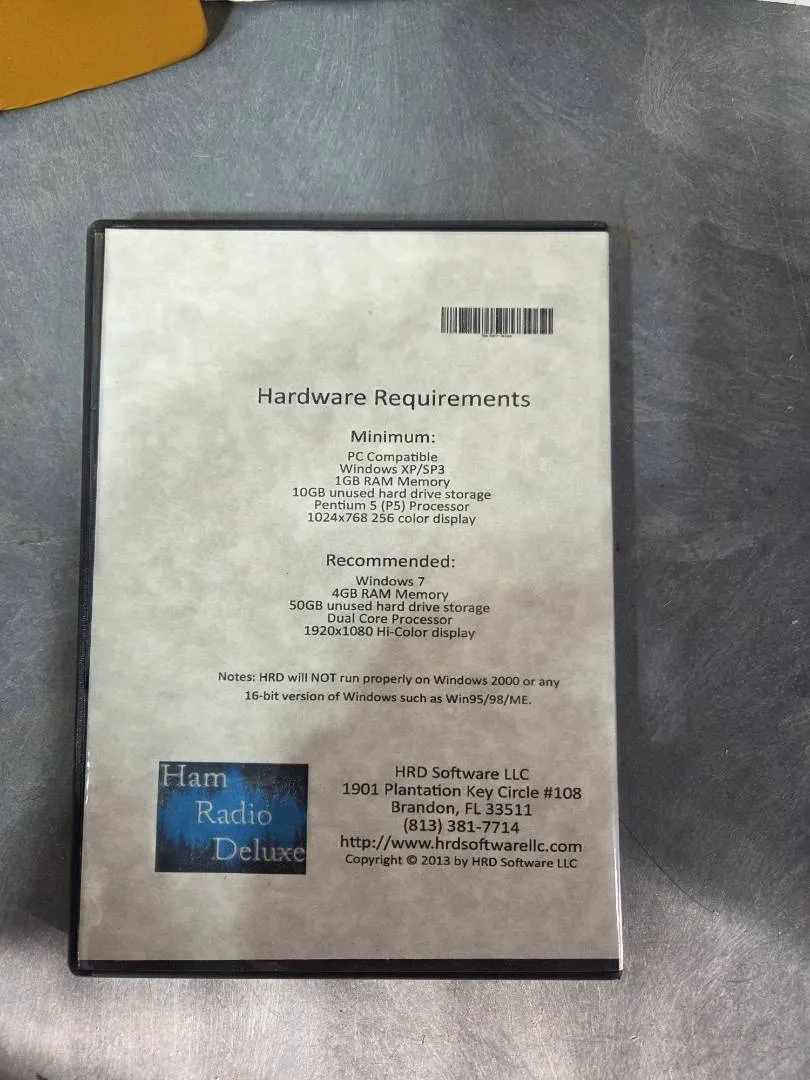 Hardware Requirements
Minimum:
PC Compatible
Windows XP/SP3
1GB RAM Memory
10GB unused hard drive storage
Pentium 5 (P5) Processor
1024x768 256 color display
Recommended:
Windows 7
4GB RAM Memory
50GB unused hard drive storage
Dual Core Processor
1920x1080 Hi-Color display
Notes: HRD will NOT run properly on Windows 2000 or any
16-bit version of Windows such as Win95/98/ME.
Ham
Radio
Deluxe
HRD Software LLC
1901 Plantation Key Circle #108
Brandon, FL 33511
(813) 381-7714
http://www.hrdsoftwarellc.com
Copyright © 2013 by HRD Software LLC